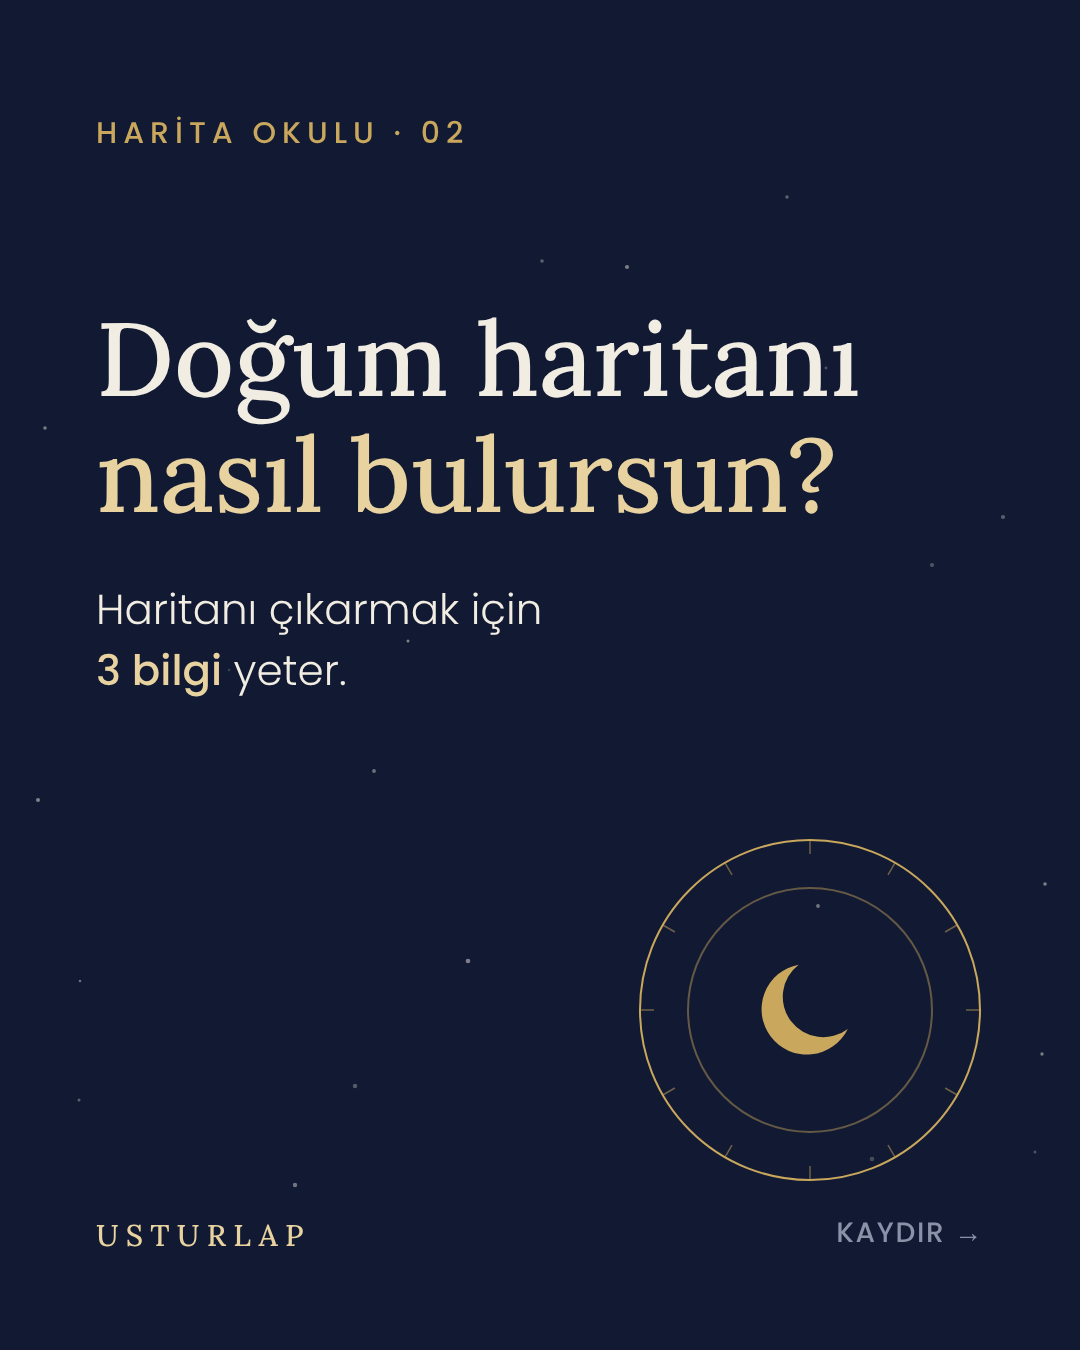 HARİTA OKULU · 02
Doğum haritanı
nasıl bulursun?
Haritanı çıkarmak için
3 bilgi yeter.
USTURLAP
KAYDIR →